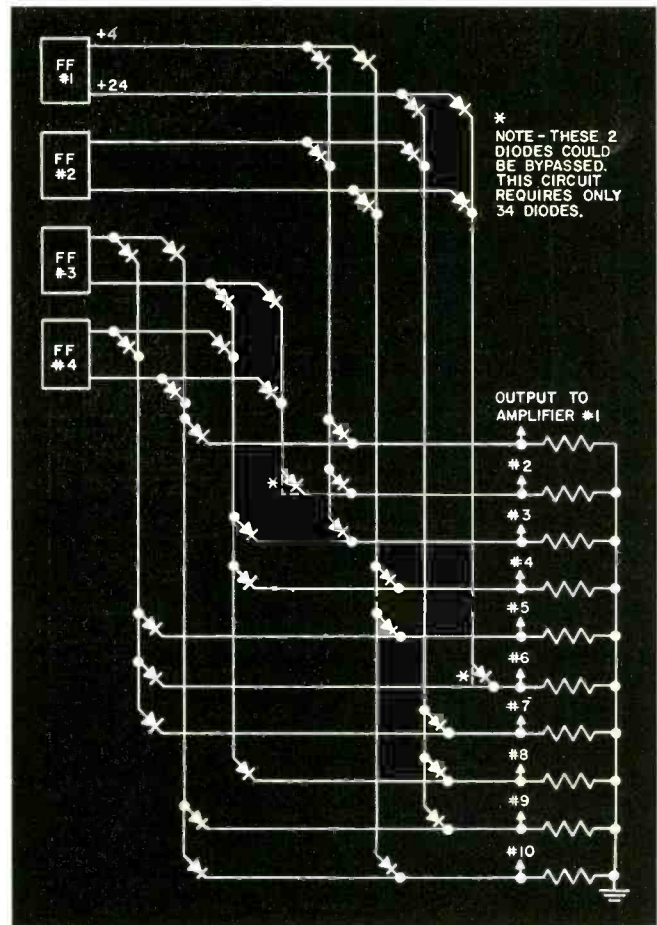 +4
FF
#1
+24
*
NOTE - THESE 2
DIODES COULD
BE BYPASSED.
THIS CIRCUIT
REQUIRES ONLY
34 DIODES.
FF
#2
FF
#3
FF
#4
OUTPUT TO
AMPLIFIER #1
#2
*
#3
#4
#5
#6
*
#7
#8
#9
#10